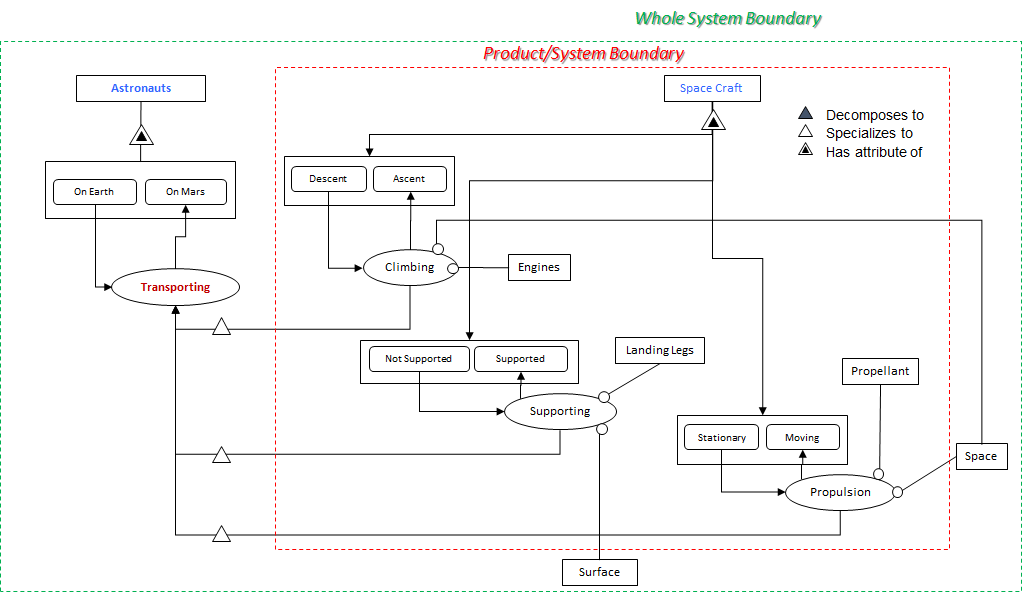 Whole System Boundary
Product/System Boundary
Astronauts
Space Craft
Decomposes to
Specializes to
Has attribute of
On Earth
On Mars
Descent
Ascent
Climbing
Engines
Transporting
Not Supported
Supported
Landing Legs
Supporting
Propellant
Stationary
Moving
Space
Propulsion
Surface